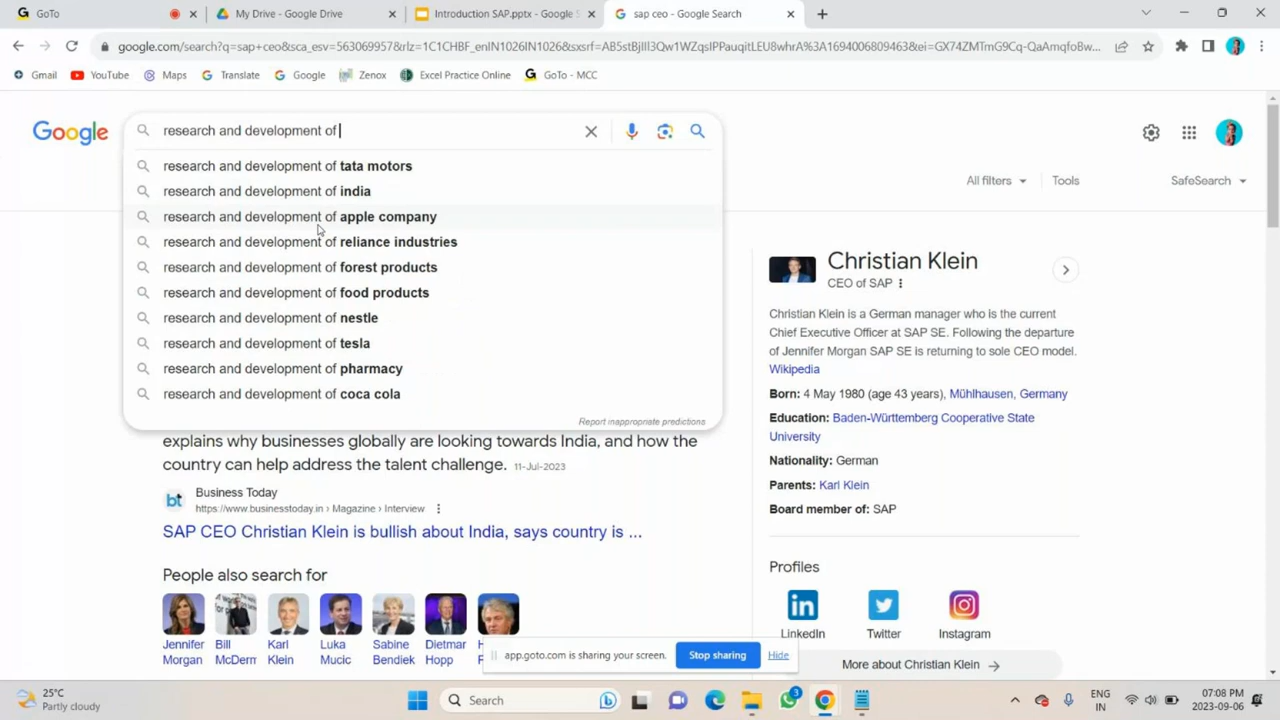 GoTo
My Drive - Google Drive
Introduction SAP.pptx - Google S
sap ceo - Google Search
google.com/search?q=sap+ceo&sca_esv=563069957&rlz=1C1CHBF_enIN1026IN1026&sxsrf=AB5stBjIll3Qw1WZqsIPPauqitLEU8whrA%3A1694006809463&ei=GX74ZMTmG9Cq-QaAmqfoBw...
Gmail
YouTube
Maps
Translate
Google
Zenox
Excel Practice Online
GoTo - MCC
Google
research and development of
research and development of tata motors
research and development of india
research and development of apple company
research and development of reliance industries
research and development of forest products
research and development of food products
research and development of nestle
research and development of tesla
research and development of pharmacy
research and development of coca cola
Report inappropriate predictions
All filters
Tools
SafeSearch
explains why businesses globally are looking towards India, and how the
country can help address the talent challenge. 11-Jul-2023
bt
Business Today
https://www.businesstoday.in › Magazine › Interview
SAP CEO Christian Klein is bullish about India, says country is ...
People also search for
Jennifer Morgan
Bill McDerm
Karl Klein
Luka Mucic
Sabine Bendiek
Dietmar Hopp
Christian Klein
CEO of SAP
Christian Klein is a German manager who is the current
Chief Executive Officer at SAP SE. Following the departure
of Jennifer Morgan SAP SE is returning to sole CEO model.
Wikipedia
Born: 4 May 1980 (age 43 years), Mühlhausen, Germany
Education: Baden-Württemberg Cooperative State
University
Nationality: German
Parents: Karl Klein
Board member of: SAP
Profiles
LinkedIn
Twitter
Instagram
More about Christian Klein
app.goto.com is sharing your screen.
Stop sharing
Hide
25°C
Partly cloudy
Search
3
ENG
IN
07:08 PM
2023-09-06